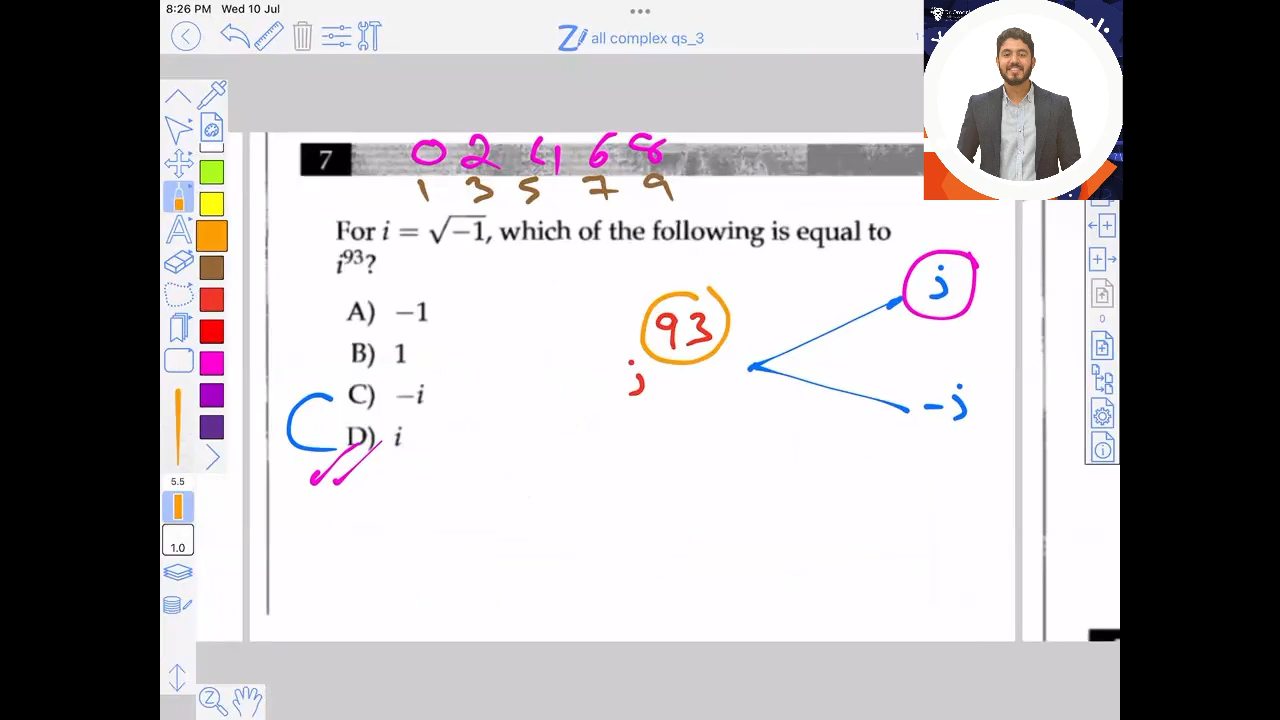 8:26 PM Wed 10 Jul
all complex qs_3
0 2 4 6 8
7
1 3 5 7 9
For i = √−1, which of the following is equal to
i⁹³?
A) −1
B) 1
C) −i
D) i
i⁹³
i
-i
5.5
1.0
0